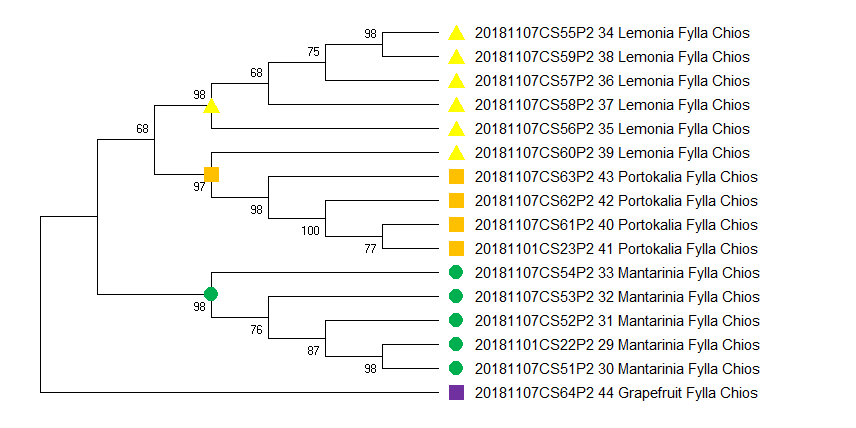 98
20181107CS55P2 34 Lemonia Fylla Chios
75
20181107CS59P2 38 Lemonia Fylla Chios
68
20181107CS57P2 36 Lemonia Fylla Chios
98
20181107CS58P2 37 Lemonia Fylla Chios
68
20181107CS56P2 35 Lemonia Fylla Chios
20181107CS60P2 39 Lemonia Fylla Chios
97
20181107CS63P2 43 Portokalia Fylla Chios
98
20181107CS62P2 42 Portokalia Fylla Chios
100
20181107CS61P2 40 Portokalia Fylla Chios
77
20181101CS23P2 41 Portokalia Fylla Chios
20181107CS54P2 33 Mantarinia Fylla Chios
98
20181107CS53P2 32 Mantarinia Fylla Chios
76
20181107CS52P2 31 Mantarinia Fylla Chios
87
20181101CS22P2 29 Mantarinia Fylla Chios
98
20181107CS51P2 30 Mantarinia Fylla Chios
20181107CS64P2 44 Grapefruit Fylla Chios